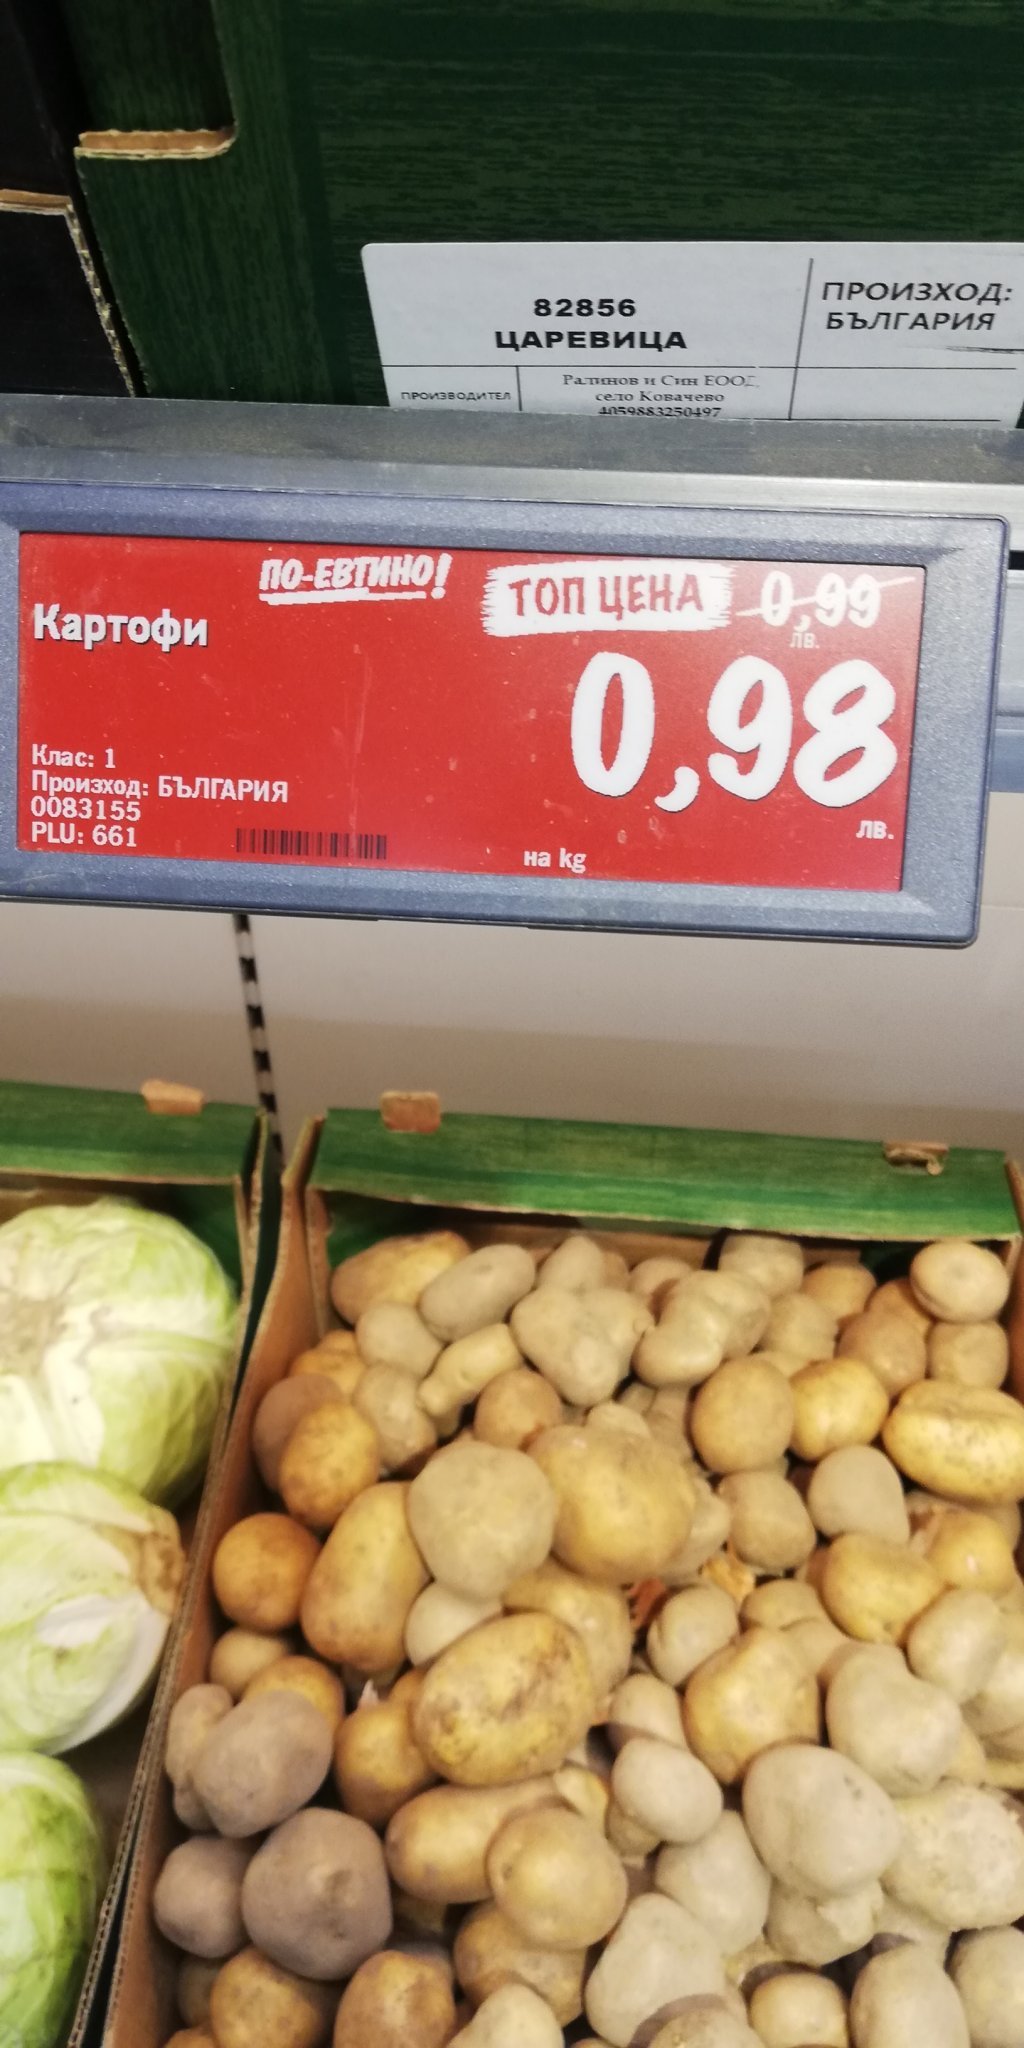 82856
ЦАРЕВИЦА
ПРОИЗХОД:
БЪЛГАРИЯ
ПРОИЗВОДИТЕЛ
Ралинов и Син ЕООД
село Ковачево
4059883250497
ПО-ЕВТИНО!
ТОП ЦЕНА
0,99
лв.
Картофи
0,98
лв.
Клас: 1
Произход: БЪЛГАРИЯ
0083155
PLU: 661
на kg